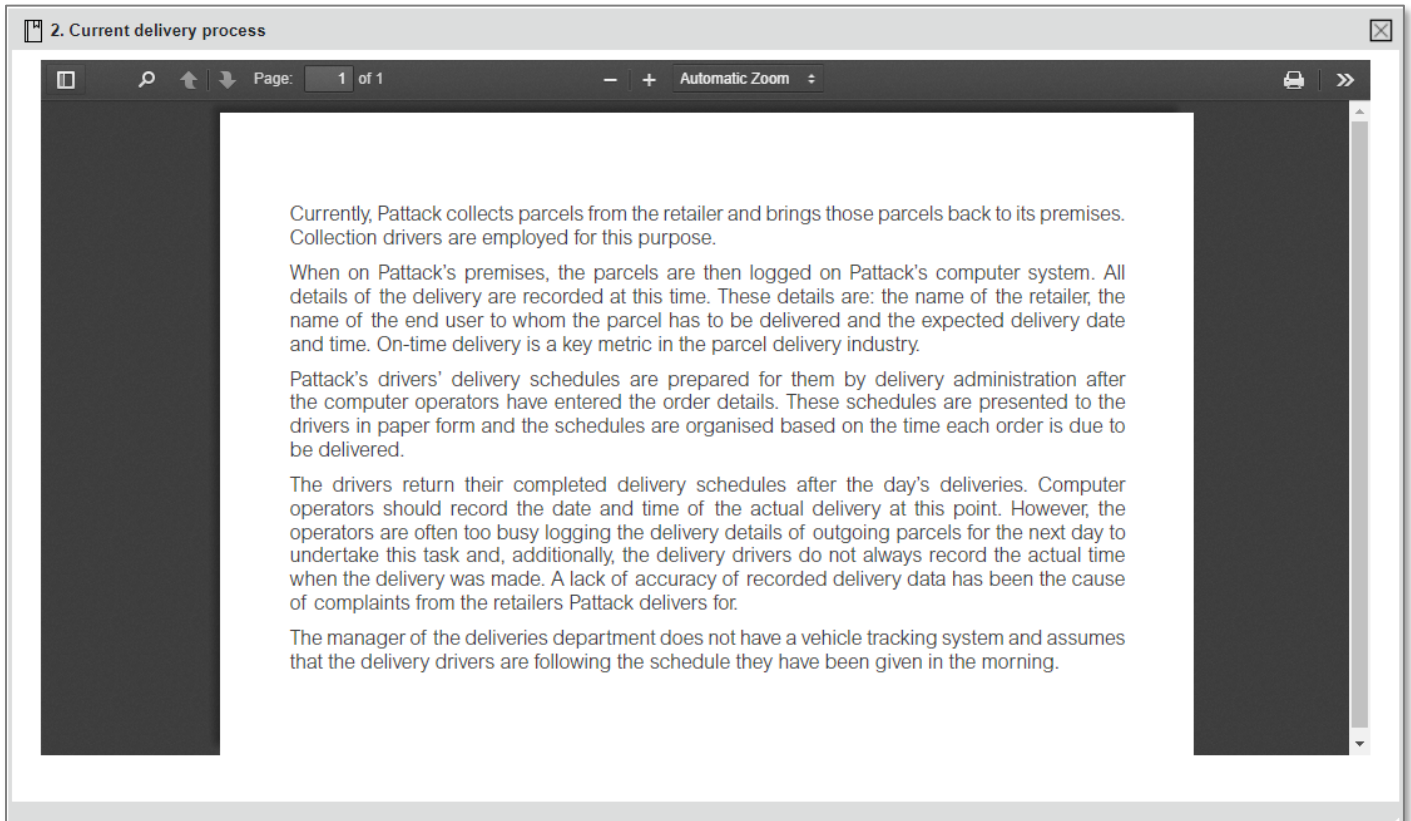 2. Current delivery process
Page: 1 of 1 Automatic Zoom
Currently, Pattack collects parcels from the retailer and brings those parcels back to its premises.
Collection drivers are employed for this purpose.
When on Pattack's premises, the parcels are then logged on Pattack's computer system. All
details of the delivery are recorded at this time. These details are: the name of the retailer, the
name of the end user to whom the parcel has to be delivered and the expected delivery date
and time. On-time delivery is a key metric in the parcel delivery industry.
Pattack's drivers' delivery schedules are prepared for them by delivery administration after
the computer operators have entered the order details. These schedules are presented to the
drivers in paper form and the schedules are organised based on the time each order is due to
be delivered.
The drivers return their completed delivery schedules after the day's deliveries. Computer
operators should record the date and time of the actual delivery at this point. However, the
operators are often too busy logging the delivery details of outgoing parcels for the next day to
undertake this task and, additionally, the delivery drivers do not always record the actual time
when the delivery was made. A lack of accuracy of recorded delivery data has been the cause
of complaints from the retailers Pattack delivers for.
The manager of the deliveries department does not have a vehicle tracking system and assumes
that the delivery drivers are following the schedule they have been given in the morning.